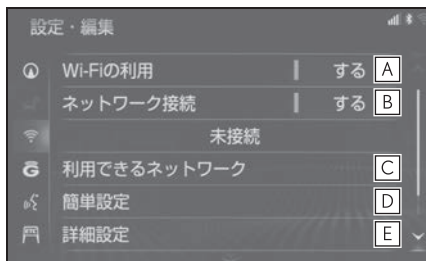 設定・編集
Wi-Fiの利用 する A
ネットワーク接続 する B
未接続
利用できるネットワーク C
簡単設定 D
G
詳細設定 E